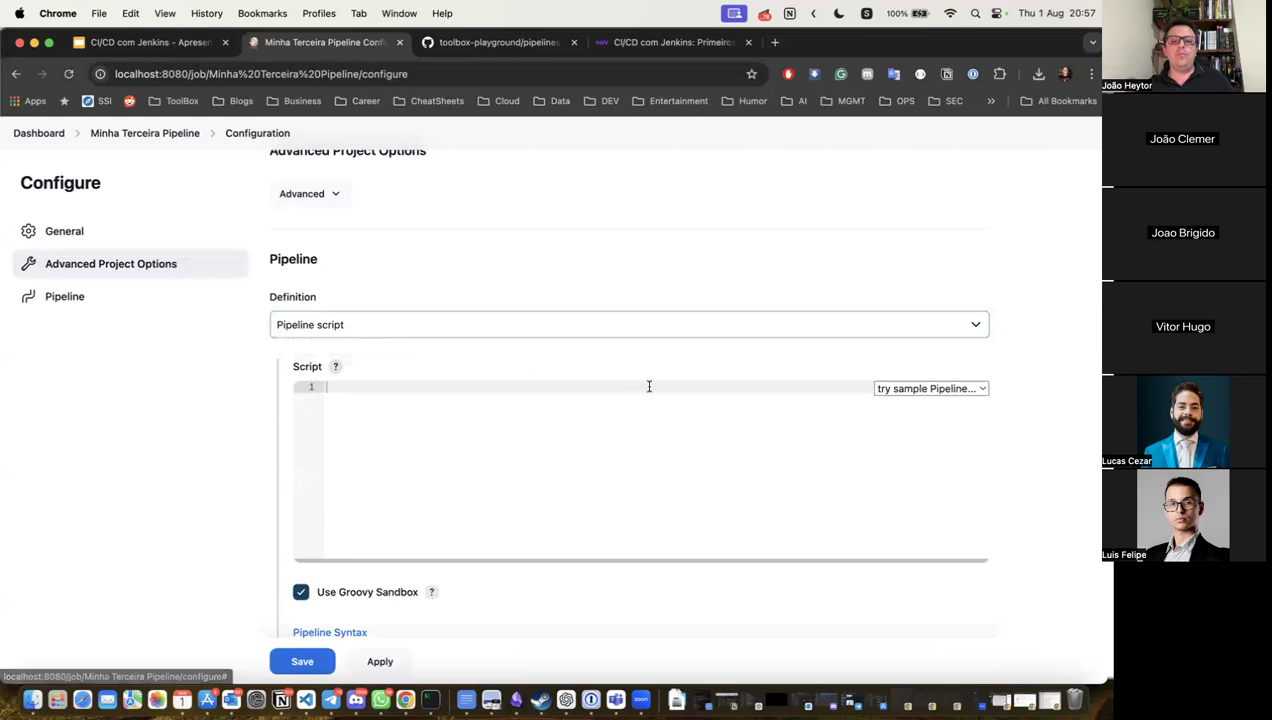 Chrome File Edit View History Bookmarks Profiles Tab Window Help 100% Thu 1 Aug 20:57
CI/CD com Jenkins - Apresen Minha Terceira Pipeline Confi toolbox-playground/pipelines CI/CD com Jenkins: Primeiros
localhost:8080/job/Minha%20Terceira%20Pipeline/configure
Apps SSI ToolBox Blogs Business Career CheatSheets Cloud Data DEV Entertainment Humor AI MGMT OPS SEC » All Bookmarks
Dashboard Minha Terceira Pipeline Configuration
Configure
General
Advanced Project Options
Pipeline
Advanced Project Options
Advanced
Pipeline
Definition
Pipeline script
Script ?
1
try sample Pipeline...
Use Groovy Sandbox ?
Pipeline Syntax
Save Apply
localhost:8080/job/Minha Terceira Pipeline/configure#
João Heytor
João Clemer
Joao Brigido
Vitor Hugo
Lucas Cezar
Luis Felipe